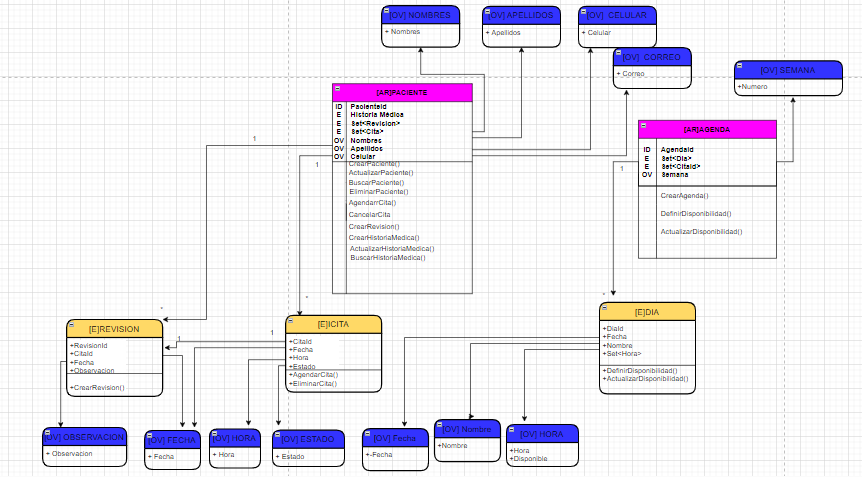 [OV] NOMBRES
+ Nombres
[OV] APELLIDOS
+ Apellidos
[OV] CELULAR
+ Celular
[OV] CORREO
+ Correo
[OV] SEMANA
+Numero
[AR]PACIENTE
ID PacienteId
E Historia Médica
E Set<Revision>
E Set<Cita>
OV Nombres
OV Apellidos
OV Celular
CrearPaciente()
ActualizarPaciente()
BuscarPaciente()
EliminarPaciente()
AgendarrCita()
CancelarCita
CrearRevision()
CrearHistoriaMedica()
ActualizarHistoriaMedica()
BuscarHistoriaMedica()
[AR]AGENDA
ID AgendaId
E Set<Dia>
E Set<CitaId>
OV Semana
CrearAgenda()
DefinirDisponibilidad()
ActualizarDisponibilidad()
1
1
1
*
*
*
[E]REVISION
+RevisionId
+CitaId
+Fecha
+Observacion
+CrearRevision()
1
1
[E]ICITA
+CitaId
+Fecha
+Hora
+Estado
+AgendarCita()
+EliminarCita()
[E]DIA
+DiaId
+Fecha
+Nombre
+Set<Hora>
+DefinirDisponibilidad()
+ActualizarDisponibilidad()
[OV] OBSERVACION
+ Observacion
[OV] FECHA
+ Fecha
[OV] HORA
+ Hora
[OV] ESTADO
+ Estado
[OV] Fecha
+-Fecha
[OV] Nombre
+Nombre
[OV] HORA
+Hora
+Disponible